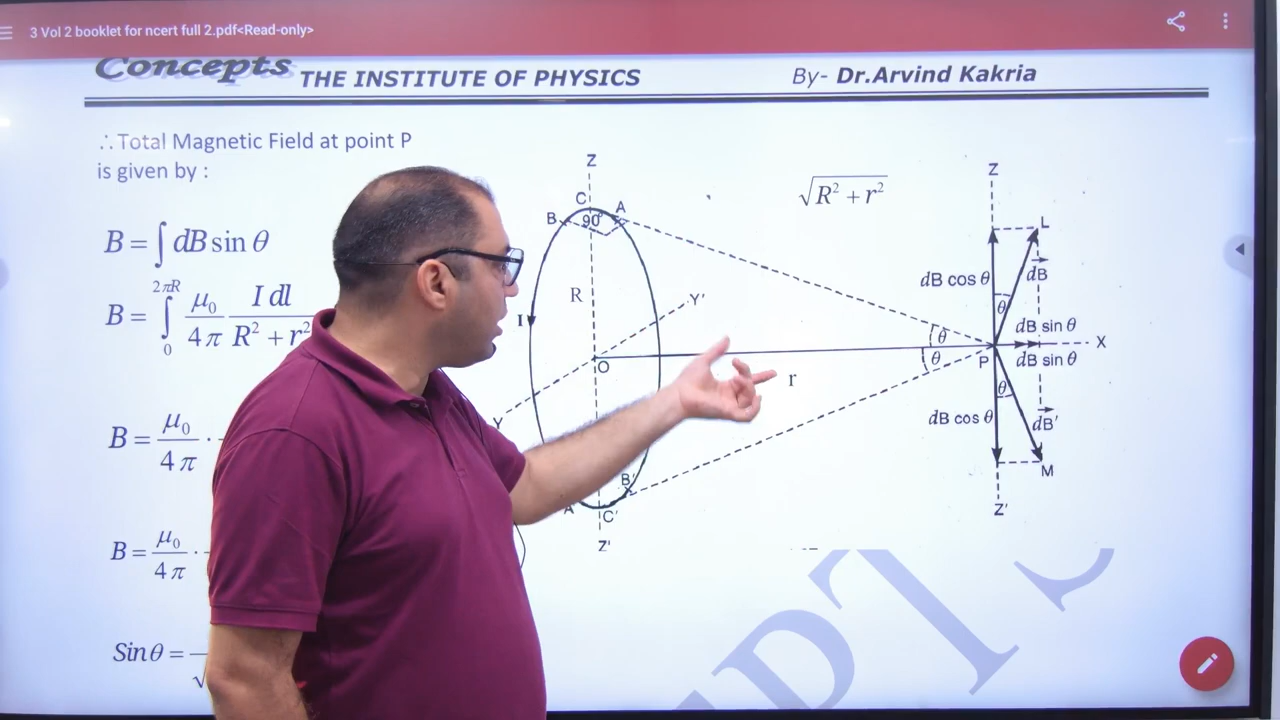 3 Vol 2 booklet for ncert full 2.pdf<Read-only>
Concepts THE INSTITUTE OF PHYSICS By- Dr.Arvind Kakria
∴ Total Magnetic Field at point P
is given by :
B = ∫ dB sin θ
B = ∫₀^{2πR} μ₀/4π I dl/R² + r²
B = μ₀/4π ·
B = μ₀/4π ·
Sin θ =
√R² + r²
Z
C
B 90° A
R
I
Y'
O
Y
r
A B'
C'
Z'
Z
L
dB cos θ
dB
θ
dB sin θ
θ
θ
P
X
dB sin θ
θ
dB cos θ
dB'
M
Z'